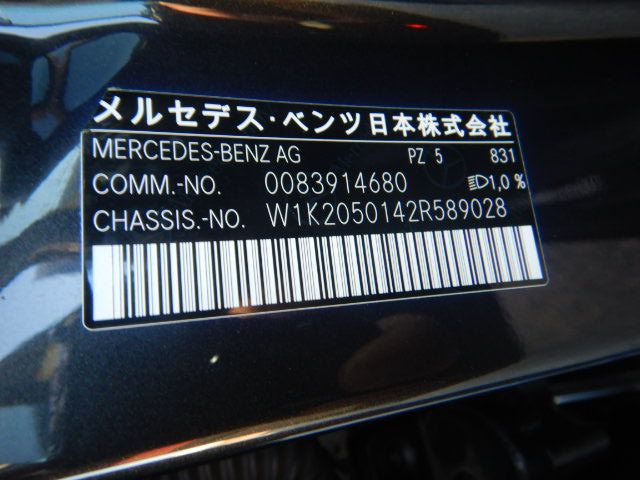 メルセデス・ベンツ日本株式会社
MERCEDES-BENZ AG PZ 5 831
COMM.-NO. 0083914680 1,0 %
CHASSIS.-NO. W1K2050142R589028